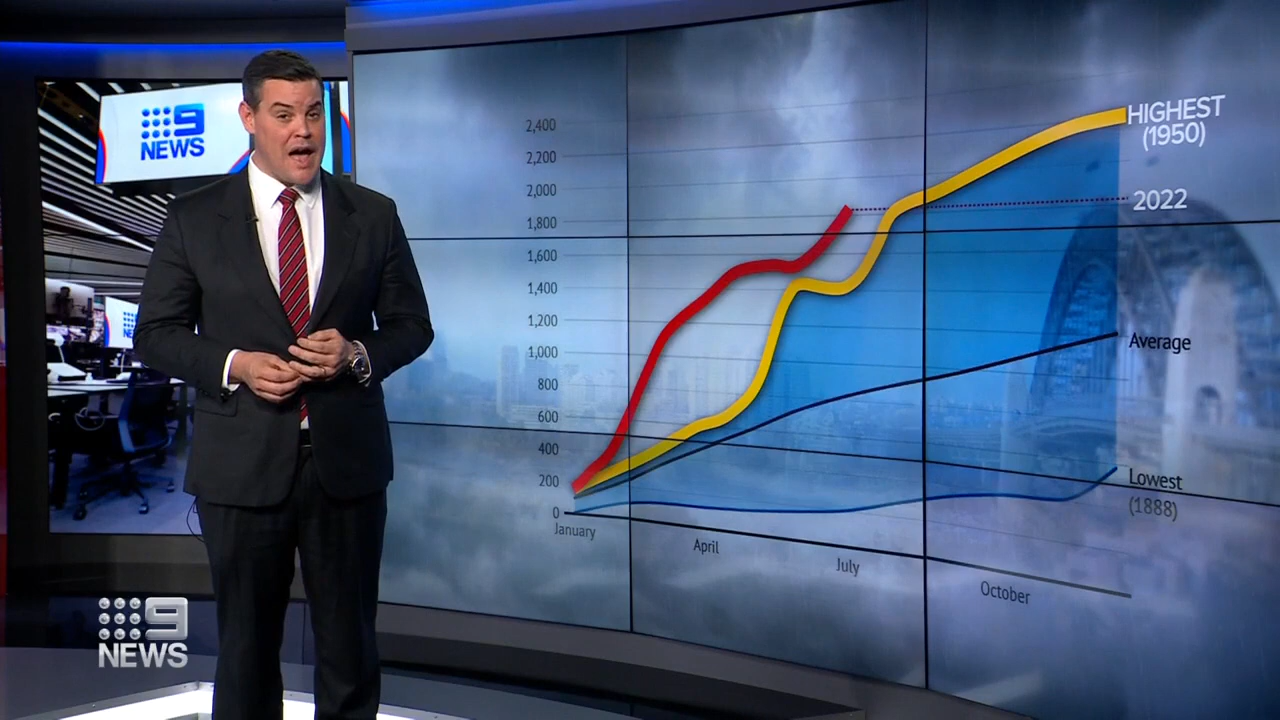 9
NEWS
2,400
2,200
2,000
1,800
1,600
1,400
1,200
1,000
800
600
400
200
0
January
April
July
October
HIGHEST
(1950)
2022
Average
Lowest
(1888)
9
NEWS